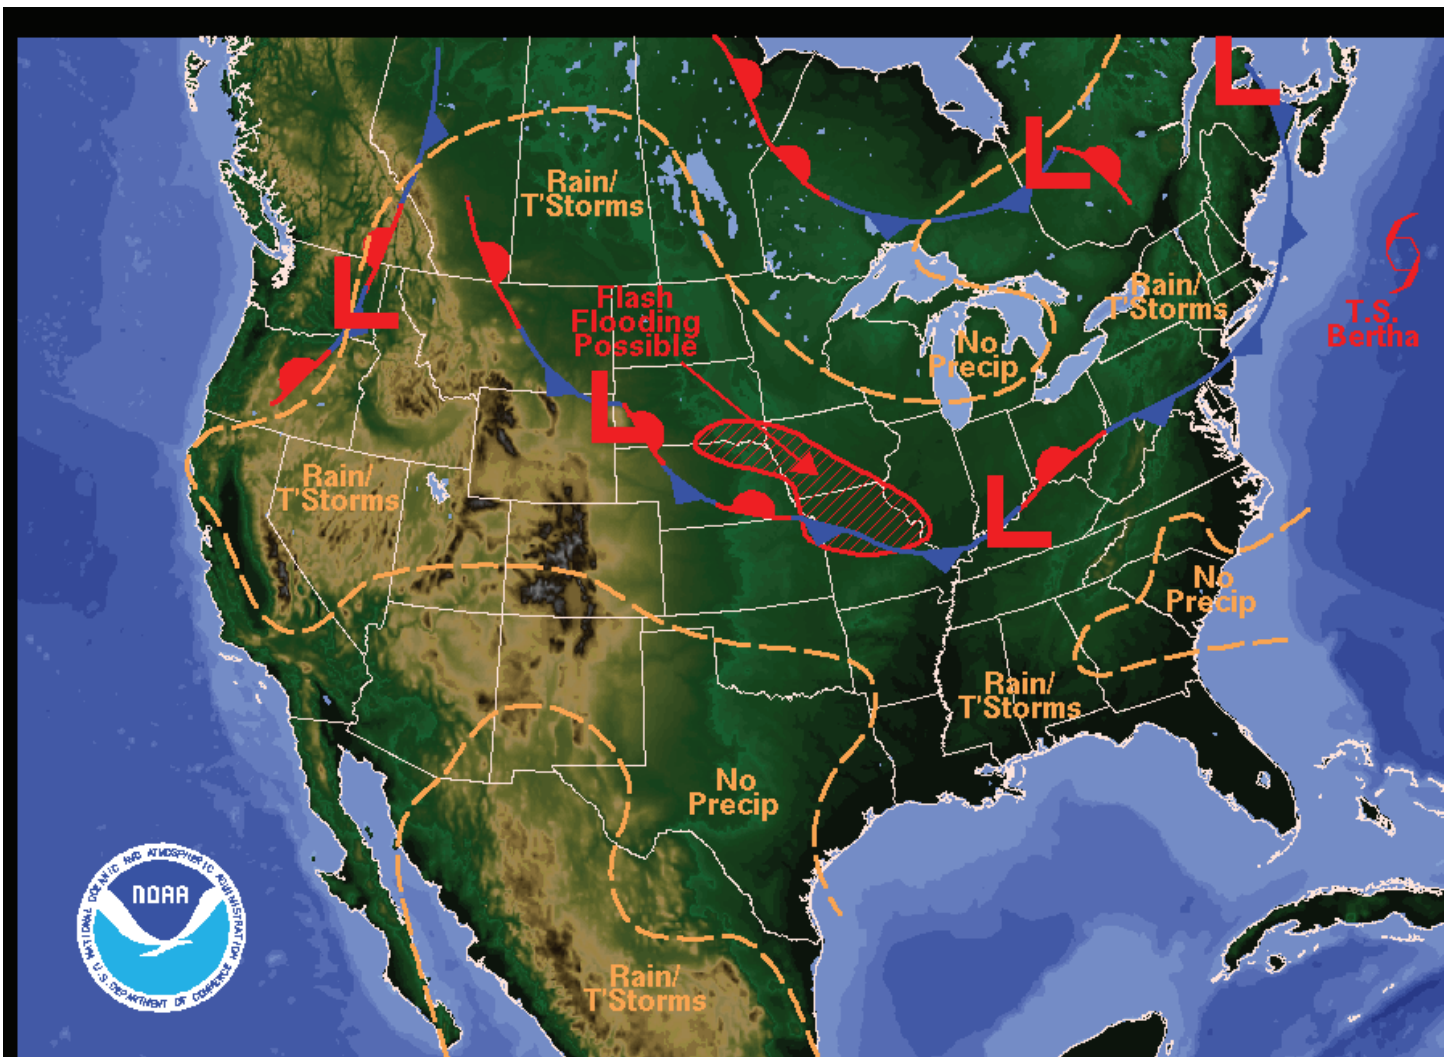 Rain/
T'Storms
Flash
Flooding
Possible
Rain/
T'Storms
T.S.
Bertha
No
Precip
Rain/
T'Storms
No
Precip
Rain/
T'Storms
No
Precip
Rain/
T'Storms
L
L
L
L
L
NOAA
NATIONAL OCEANIC AND ATMOSPHERIC ADMINISTRATION
U.S. DEPARTMENT OF COMMERCE